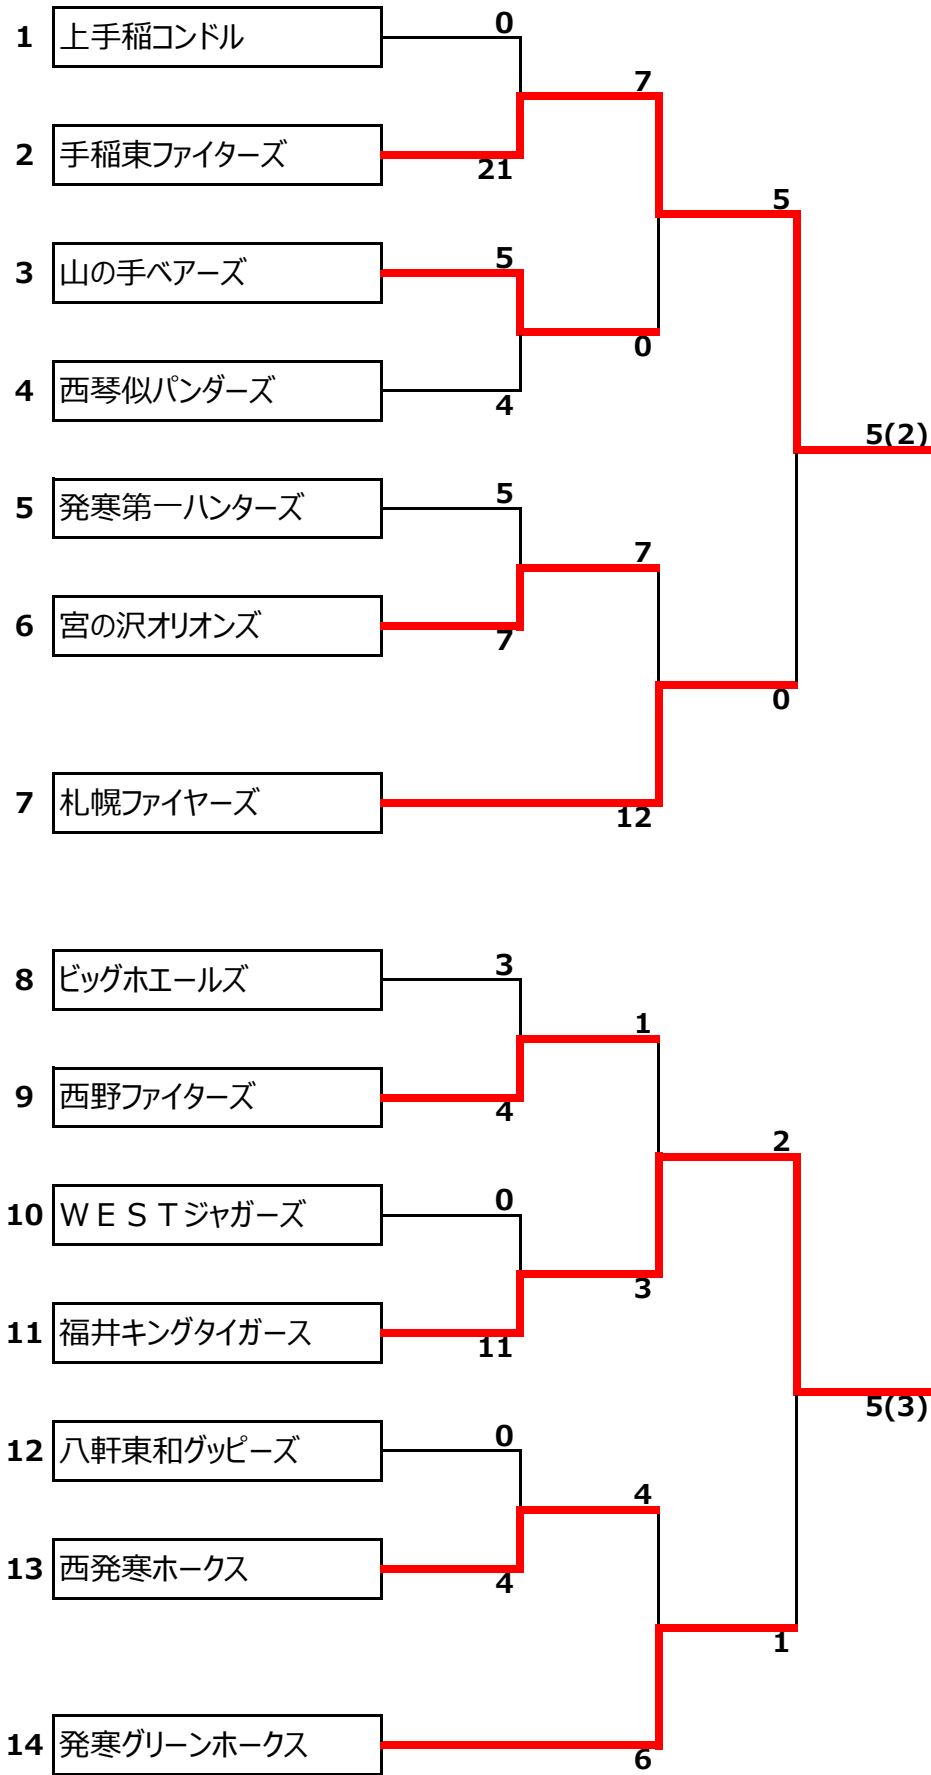 1 上手稲コンドル 0
7
2 手稲東ファイターズ 21
5
3 山の手ベアーズ 5
0
4 西琴似パンダーズ 4
5(2)
5 発寒第一ハンターズ 5
7
6 宮の沢オリオンズ 7
0
7 札幌ファイヤーズ 12
8 ビッグホエールズ 3
1
9 西野ファイターズ 4
2
10 ＷＥＳＴジャガーズ 0
3
11 福井キングタイガース 11
5(3)
12 八軒東和グッピーズ 0
4
13 西発寒ホークス 4
1
14 発寒グリーンホークス 6